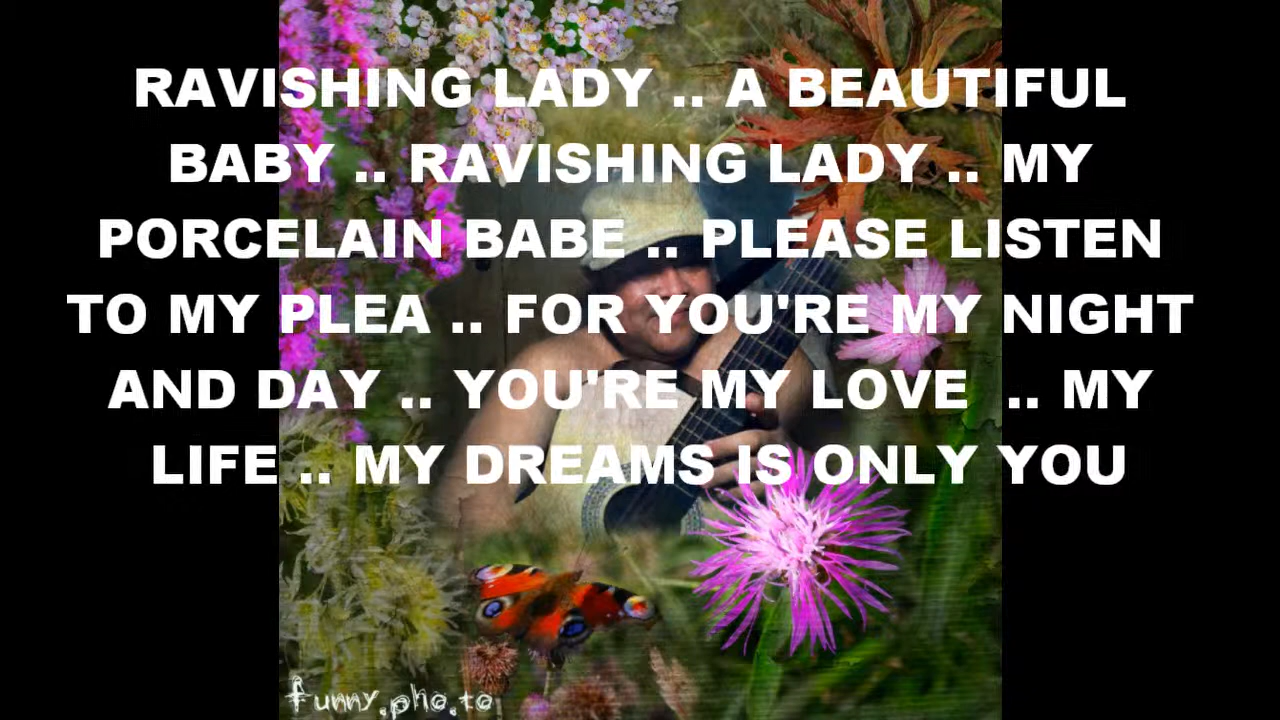 RAVISHING LADY .. A BEAUTIFUL
BABY .. RAVISHING LADY .. MY
PORCELAIN BABE .. PLEASE LISTEN
TO MY PLEA .. FOR YOU'RE MY NIGHT
AND DAY .. YOU'RE MY LOVE .. MY
LIFE .. MY DREAMS IS ONLY YOU
funny.pho.to